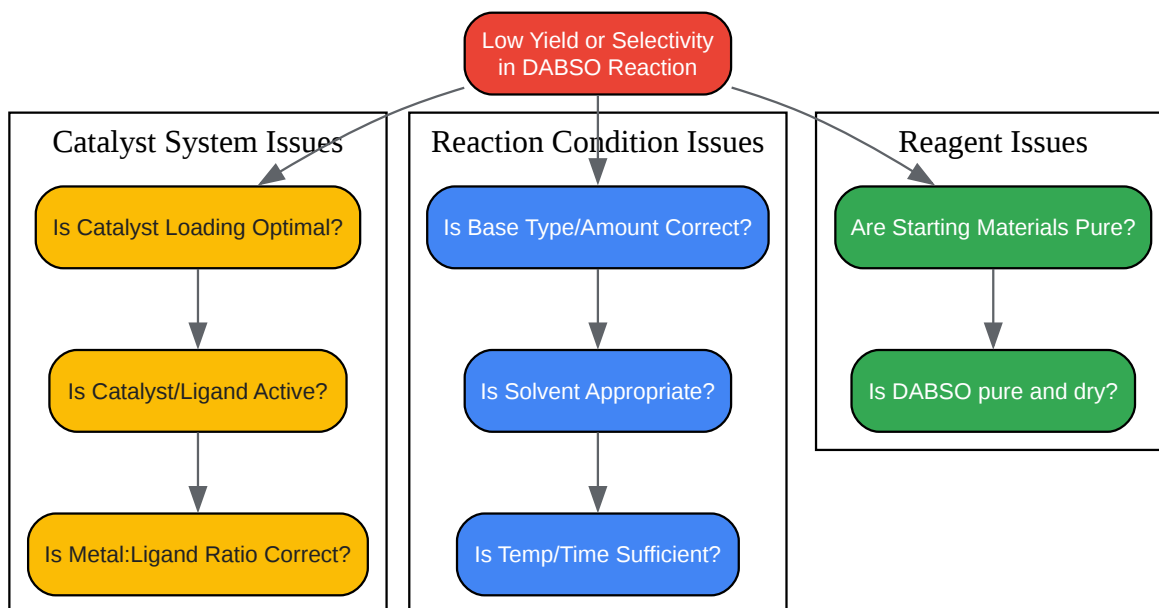 Low Yield or Selectivity
in DABSO Reaction
Catalyst System Issues
Is Catalyst Loading Optimal?
Is Catalyst/Ligand Active?
Is Metal:Ligand Ratio Correct?
Reaction Condition Issues
Is Base Type/Amount Correct?
Is Solvent Appropriate?
Is Temp/Time Sufficient?
Reagent Issues
Are Starting Materials Pure?
Is DABSO pure and dry?